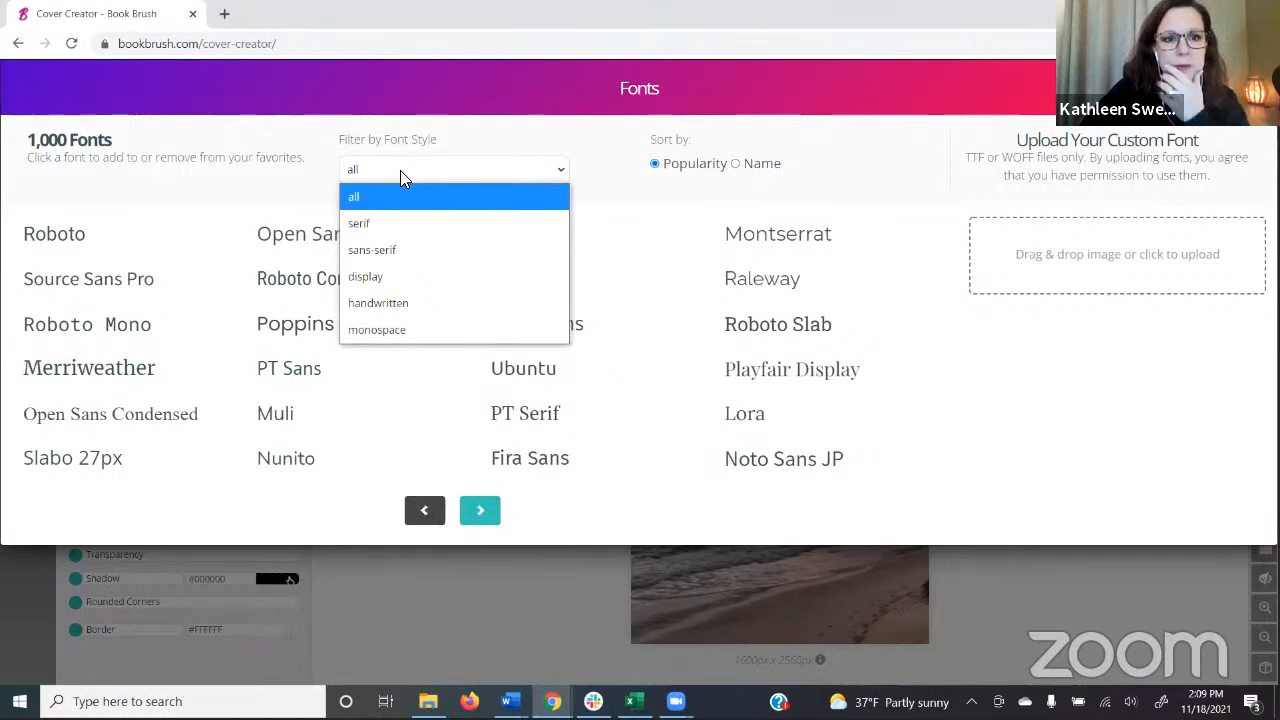 Cover Creator - Book Brush
bookbrush.com/cover-creator/
Fonts
Kathleen Swe...
1,000 Fonts
Click a font to add to or remove from your favorites.
Filter by Font Style
all
all
serif
sans-serif
display
handwritten
monospace
Sort by:
Popularity Name
Upload Your Custom Font
TTF or WOFF files only. By uploading fonts, you agree
that you have permission to use them.
Drag & drop image or click to upload
Roboto Open San Montserrat
Source Sans Pro Roboto Con Raleway
Roboto Mono Poppins ns Roboto Slab
Merriweather PT Sans Ubuntu Playfair Display
Open Sans Condensed Muli PT Serif Lora
Slabo 27px Nunito Fira Sans Noto Sans JP
Transparency
Shadow #000000
Rounded Corners
Border #FFFFFF
1600px x 2560px
zoom
Type here to search
37°F Partly sunny
2:09 PM
11/18/2021
3